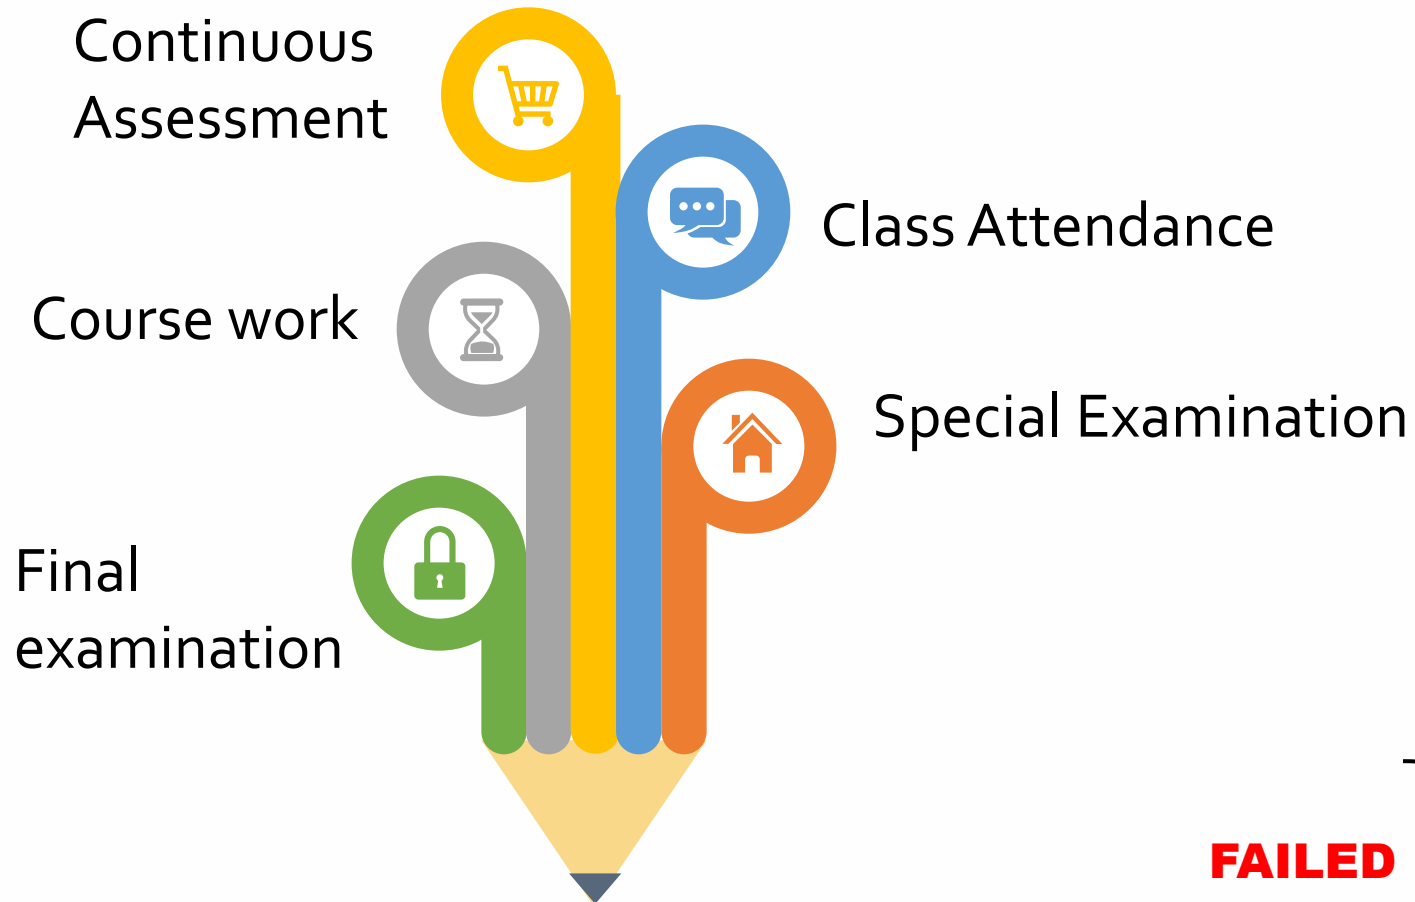 Continuous
Assessment
Class Attendance
Course work
Special Examination
Final
examination
FAILED